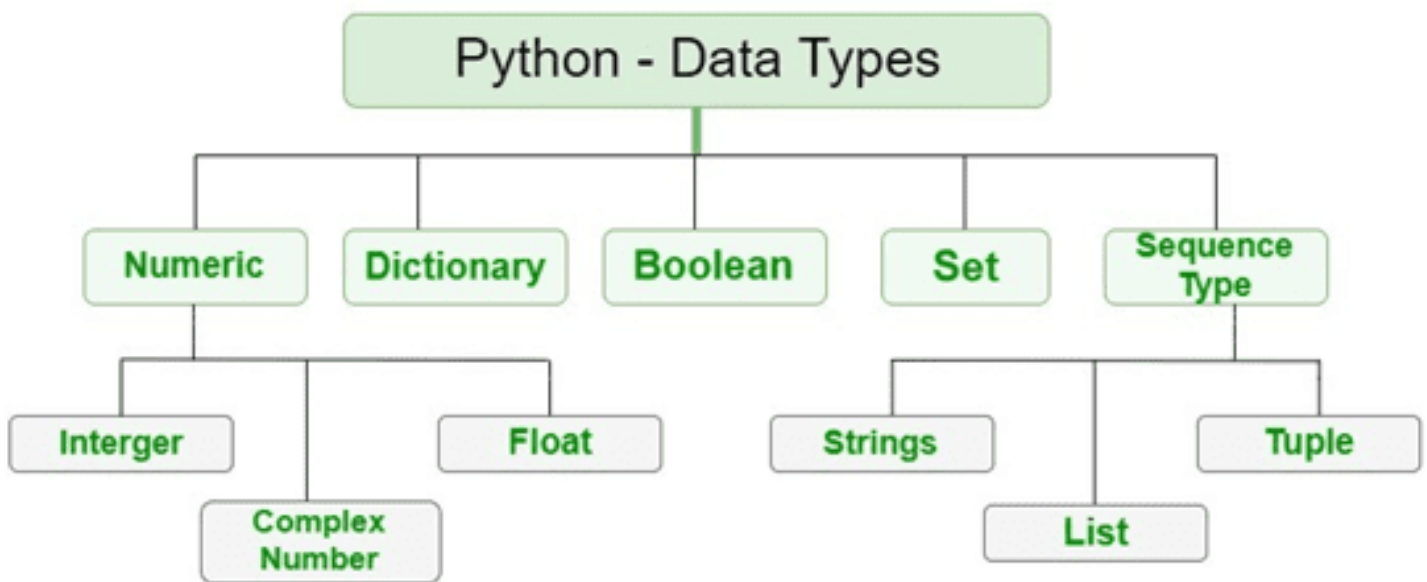 Python - Data Types
Numeric
Dictionary
Boolean
Set
Sequence
Type
Interger
Float
Strings
Tuple
Complex
Number
List